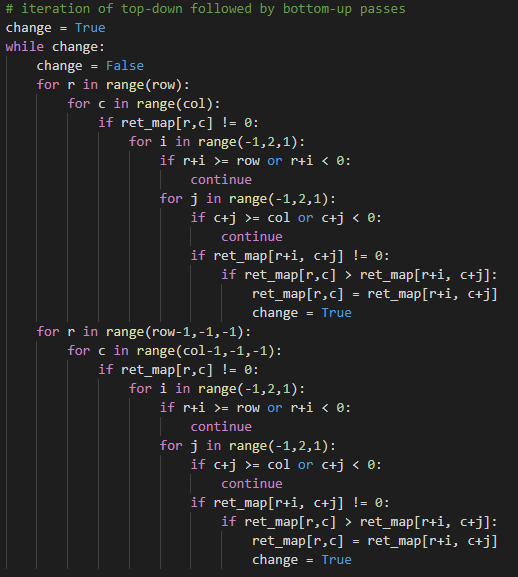 # iteration of top-down followed by bottom-up passes
change = True
while change:
    change = False
    for r in range(row):
        for c in range(col):
            if ret_map[r,c] != 0:
                for i in range(-1,2,1):
                    if r+i >= row or r+i < 0:
                        continue
                    for j in range(-1,2,1):
                        if c+j >= col or c+j < 0:
                            continue
                        if ret_map[r+i, c+j] != 0:
                            if ret_map[r,c] > ret_map[r+i, c+j]:
                                ret_map[r,c] = ret_map[r+i, c+j]
                                change = True
    for r in range(row-1,-1,-1):
        for c in range(col-1,-1,-1):
            if ret_map[r,c] != 0:
                for i in range(-1,2,1):
                    if r+i >= row or r+i < 0:
                        continue
                    for j in range(-1,2,1):
                        if c+j >= col or c+j < 0:
                            continue
                        if ret_map[r+i, c+j] != 0:
                            if ret_map[r,c] > ret_map[r+i, c+j]:
                                ret_map[r,c] = ret_map[r+i, c+j]
                                change = True